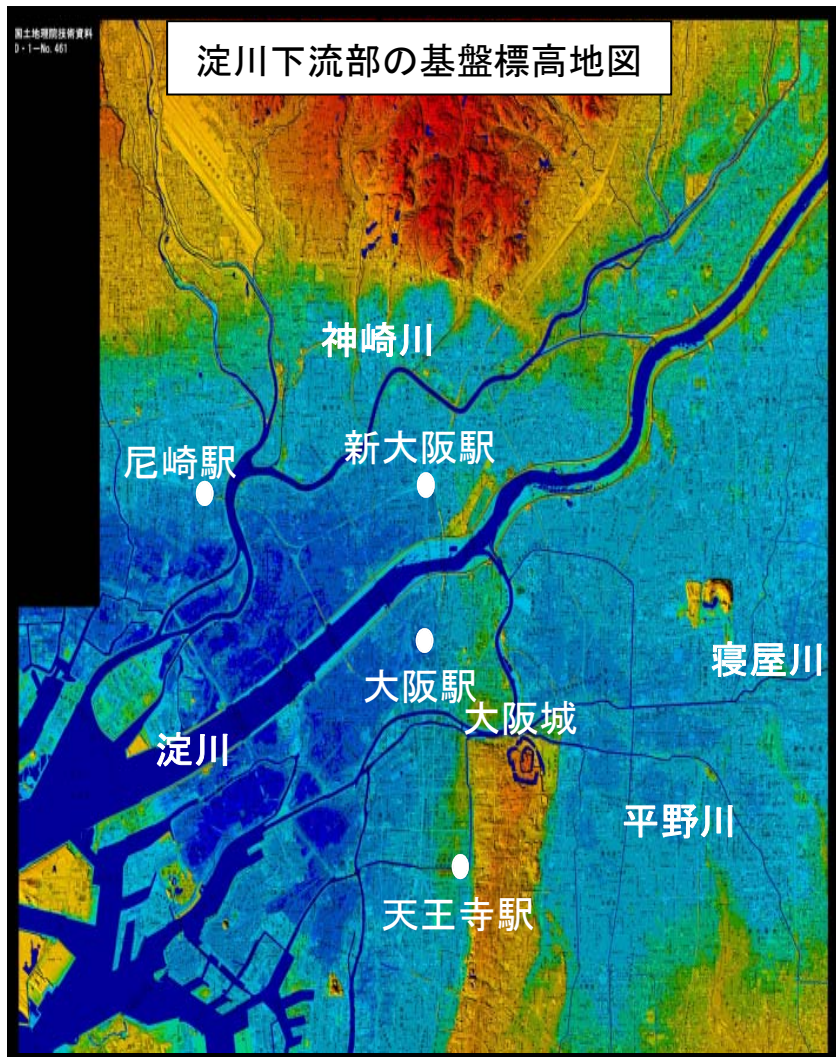 国土地理院技術資料
D・1-No.461
淀川下流部の基盤標高地図
神崎川
尼崎駅
新大阪駅
寝屋川
大阪駅
大阪城
淀川
平野川
天王寺駅